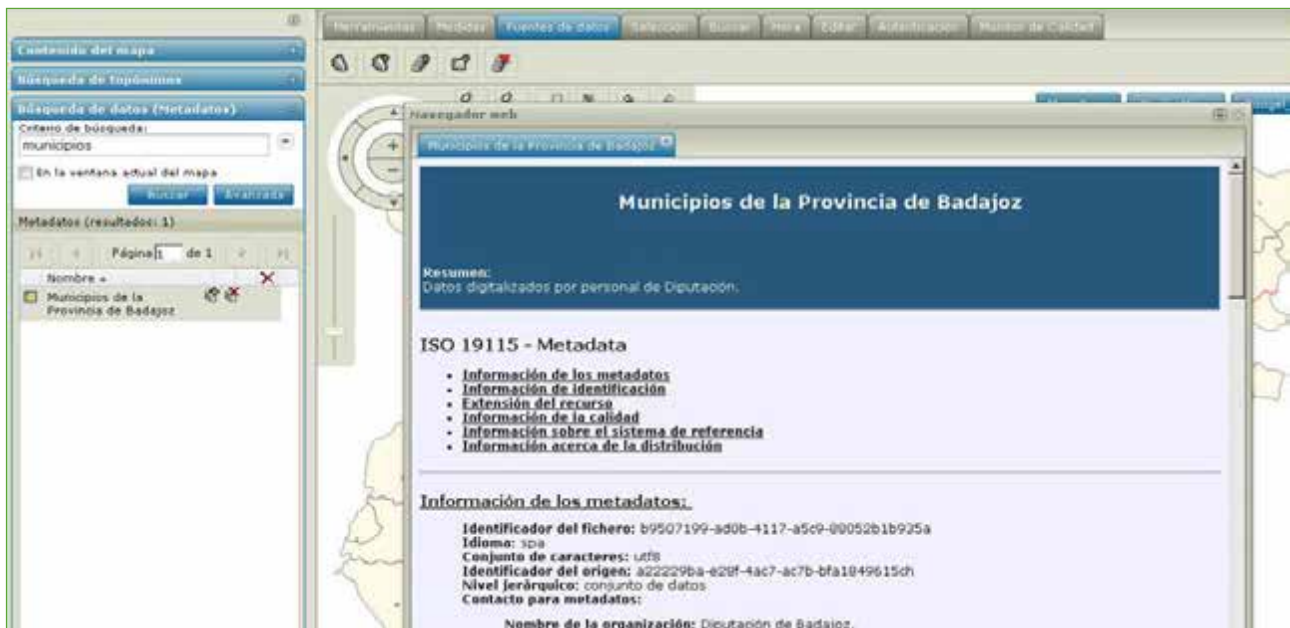 Contenido del mapa
Búsqueda de topónimos
Búsqueda de datos (Metadatos)
Criterio de búsqueda:
municipios
En la ventana actual del mapa
Buscar Avanzada
Metadatos (resultados: 1)
Página 1 de 1
Nombre
Municipios de la
Provincia de Badajoz
Herramientas Medidas Fuentes de datos Selección Buscar Hora Editar Autenticación Monitor de Calidad
Navegador web
Municipios de la Provincia de Badajoz
Municipios de la Provincia de Badajoz
Resumen:
Datos digitalizados por personal de Diputación.
ISO 19115 - Metadata
Información de los metadatos
Información de identificación
Extensión del recurso
Información de la calidad
Información sobre el sistema de referencia
Información acerca de la distribución
Información de los metadatos:
Identificador del fichero: b9507199-ad0b-4117-a5c9-80052b1b935a
Idioma: spa
Conjunto de caracteres: utf8
Identificador del origen: a22229ba-e28f-4ac7-ac7b-bfa1849615ch
Nivel jerárquico: conjunto de datos
Contacto para metadatos:
Nombre de la organización: Diputación de Badajoz.